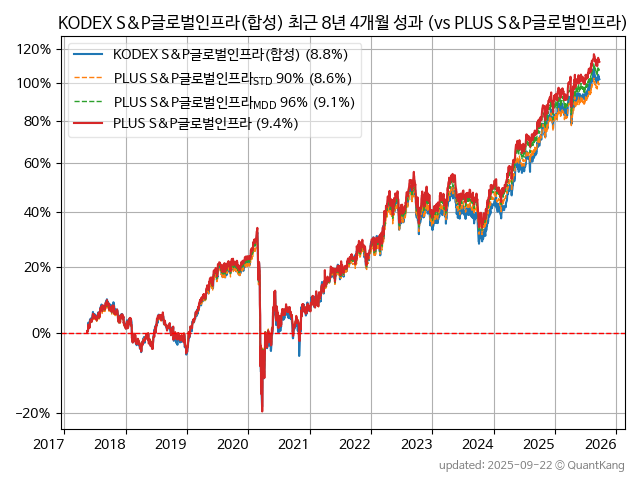 KODEX S&P글로벌인프라(합성) 최근 8년 4개월 성과 (vs PLUS S&P글로벌인프라)
120%
100%
80%
60%
40%
20%
0%
−20%
KODEX S&P글로벌인프라(합성) (8.8%)
PLUS S&P글로벌인프라STD 90% (8.6%)
PLUS S&P글로벌인프라MDD 96% (9.1%)
PLUS S&P글로벌인프라 (9.4%)
2017 2018 2019 2020 2021 2022 2023 2024 2025 2026
updated: 2025-09-22 © QuantKang